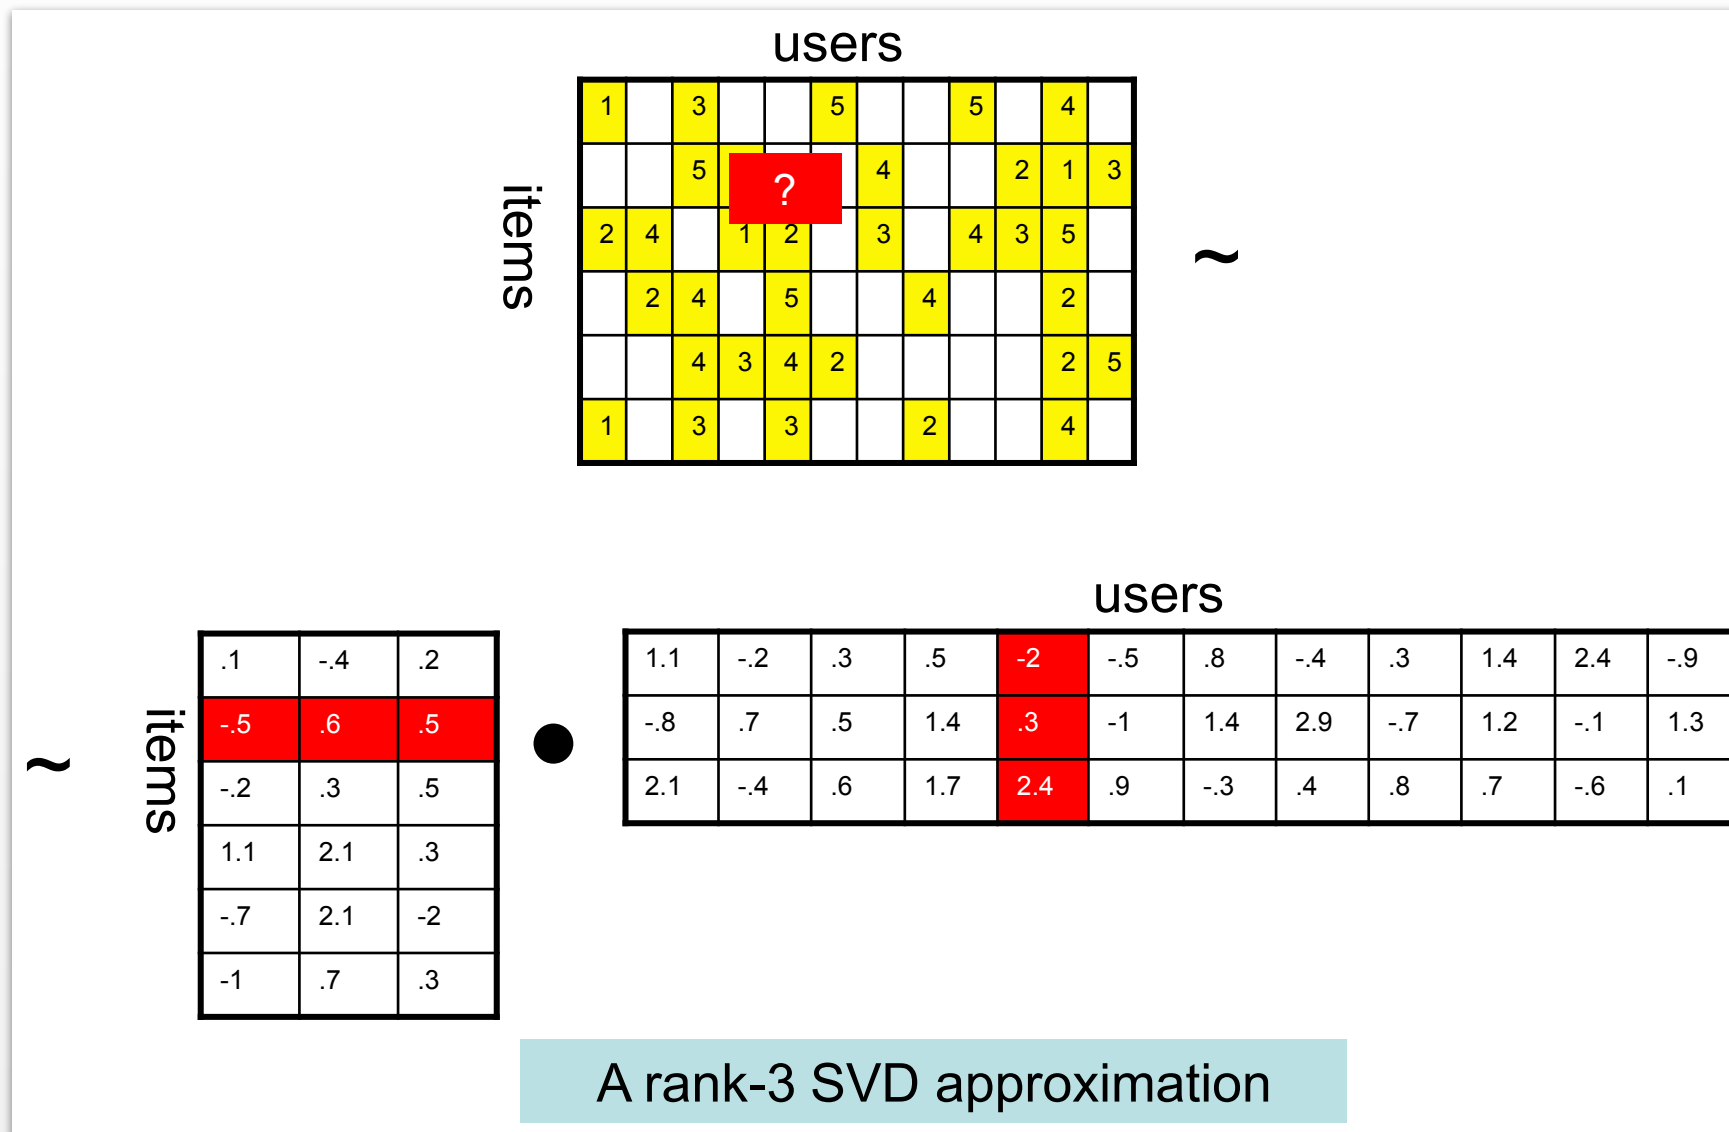 users
items
1 3 5 5 4
5 ? 4 2 1 3
2 4 1 2 3 4 3 5
2 4 5 4 2
4 3 4 2 2 5
1 3 3 2 4
~
users
~
items
.1 -.4 .2
-.5 .6 .5
-.2 .3 .5
1.1 2.1 .3
-.7 2.1 -2
-1 .7 .3
●
1.1 -.2 .3 .5 -2 -.5 .8 -.4 .3 1.4 2.4 -.9
-.8 .7 .5 1.4 .3 -1 1.4 2.9 -.7 1.2 -.1 1.3
2.1 -.4 .6 1.7 2.4 .9 -.3 .4 .8 .7 -.6 .1
A rank-3 SVD approximation